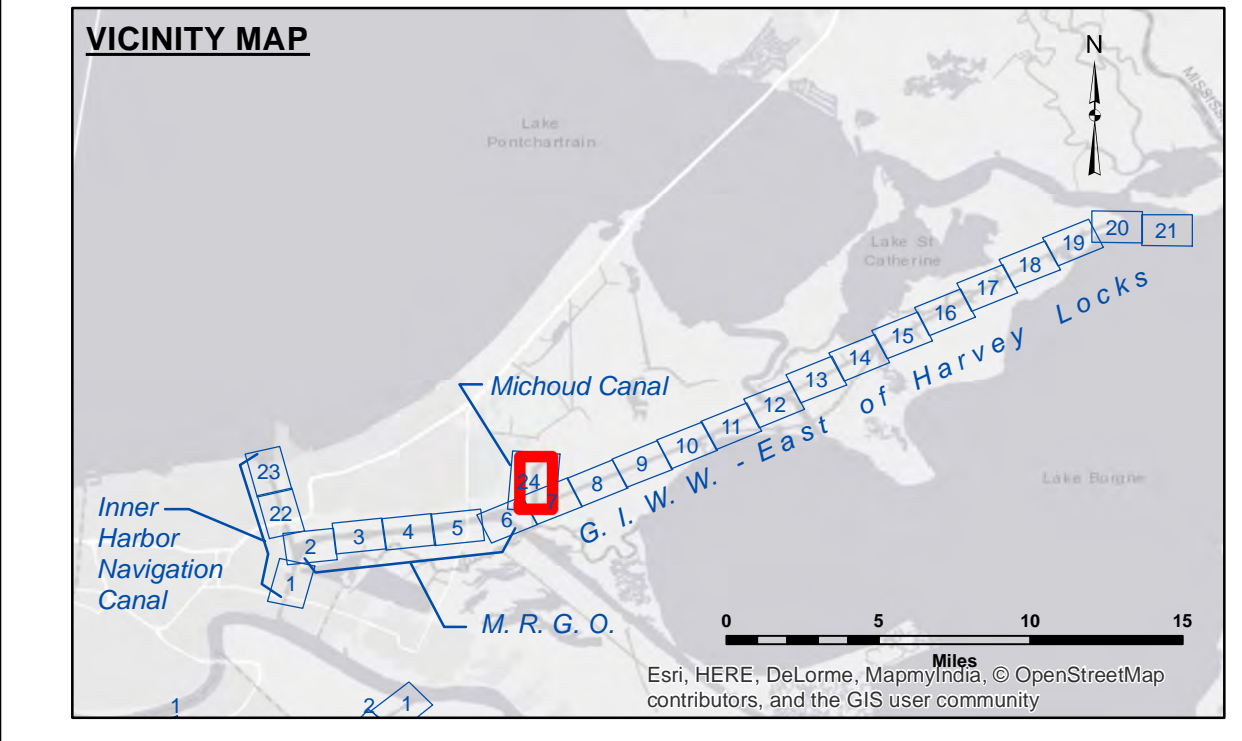 VICINITY MAP
N
MISSISS
Lake
Pontchartrain
Lake St
Catherine
20
21
19
18
17
16
15
14
13
12
11
10
9
8
7
24
6
5
4
3
2
1
22
23
G. I. W. W. - East of Harvey Locks
Michoud Canal
Lake Borgne
Inner
Harbor
Navigation
Canal
M. R. G. O.
0 5 10 15
Miles
Esri, HERE, DeLorme, MapmyIndia, © OpenStreetMap
contributors, and the GIS user community
1
2
1